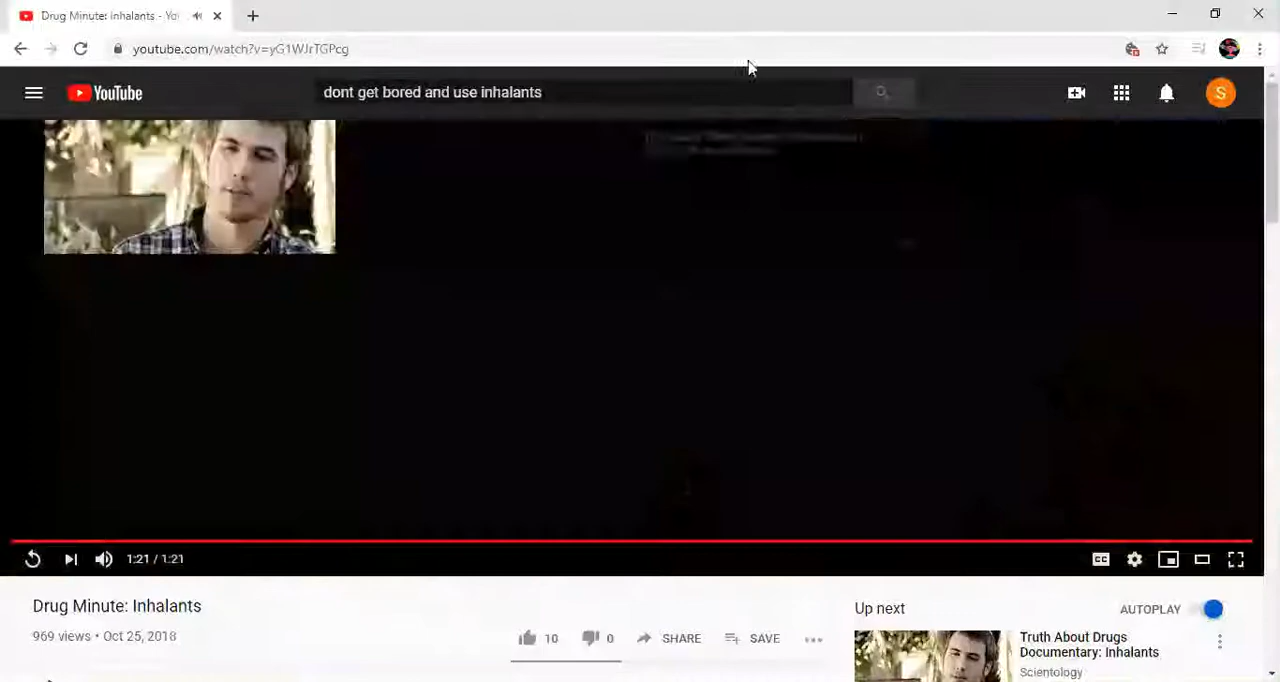 Drug Minute: Inhalants - Yo
youtube.com/watch?v=yG1WJrTGPcg
YouTube
dont get bored and use inhalants
S
1:21 / 1:21
CC
Drug Minute: Inhalants
969 views • Oct 25, 2018
10
0
SHARE
SAVE
Up next
AUTOPLAY
Truth About Drugs
Documentary: Inhalants
Scientology